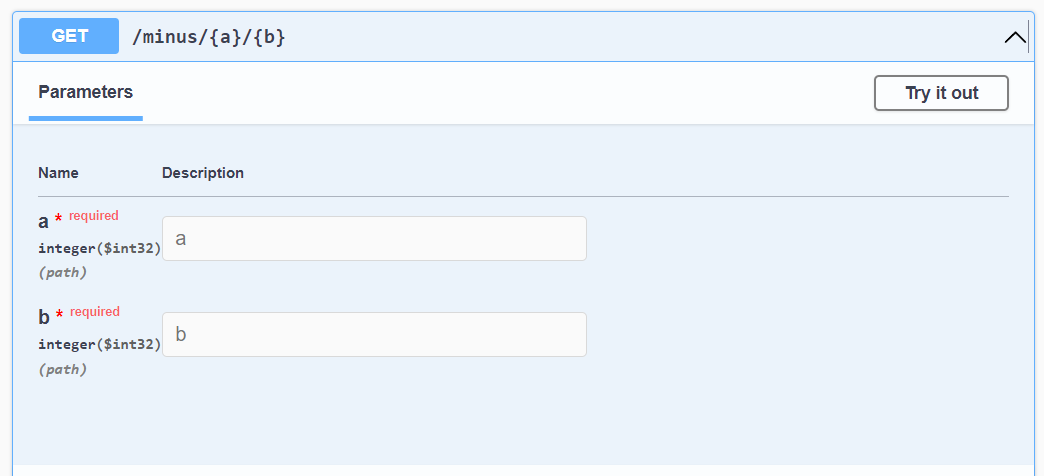 GET /minus/{a}/{b}
Parameters
Try it out
Name Description
a * required
integer($int32)
(path)
a
b * required
integer($int32)
(path)
b